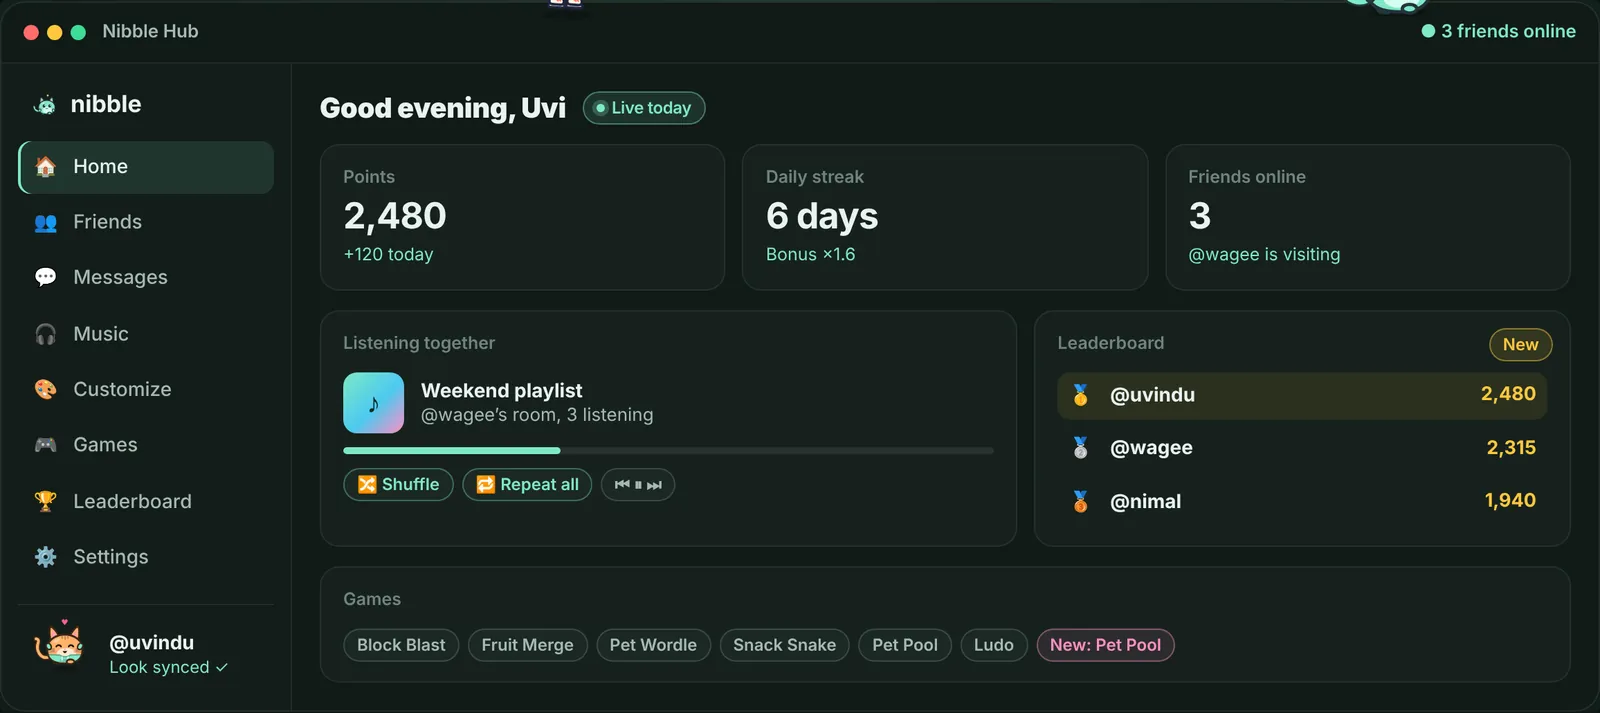 Nibble Hub
3 friends online
nibble
Home
Friends
Messages
Music
Customize
Games
Leaderboard
Settings
@uvindu
Look synced ✓
Good evening, Uvi
Live today
Points
2,480
+120 today
Daily streak
6 days
Bonus ×1.6
Friends online
3
@wagee is visiting
Listening together
Weekend playlist
@wagee’s room, 3 listening
Shuffle
Repeat all
Leaderboard
New
@uvindu 2,480
@wagee 2,315
@nimal 1,940
Games
Block Blast
Fruit Merge
Pet Wordle
Snack Snake
Pet Pool
Ludo
New: Pet Pool